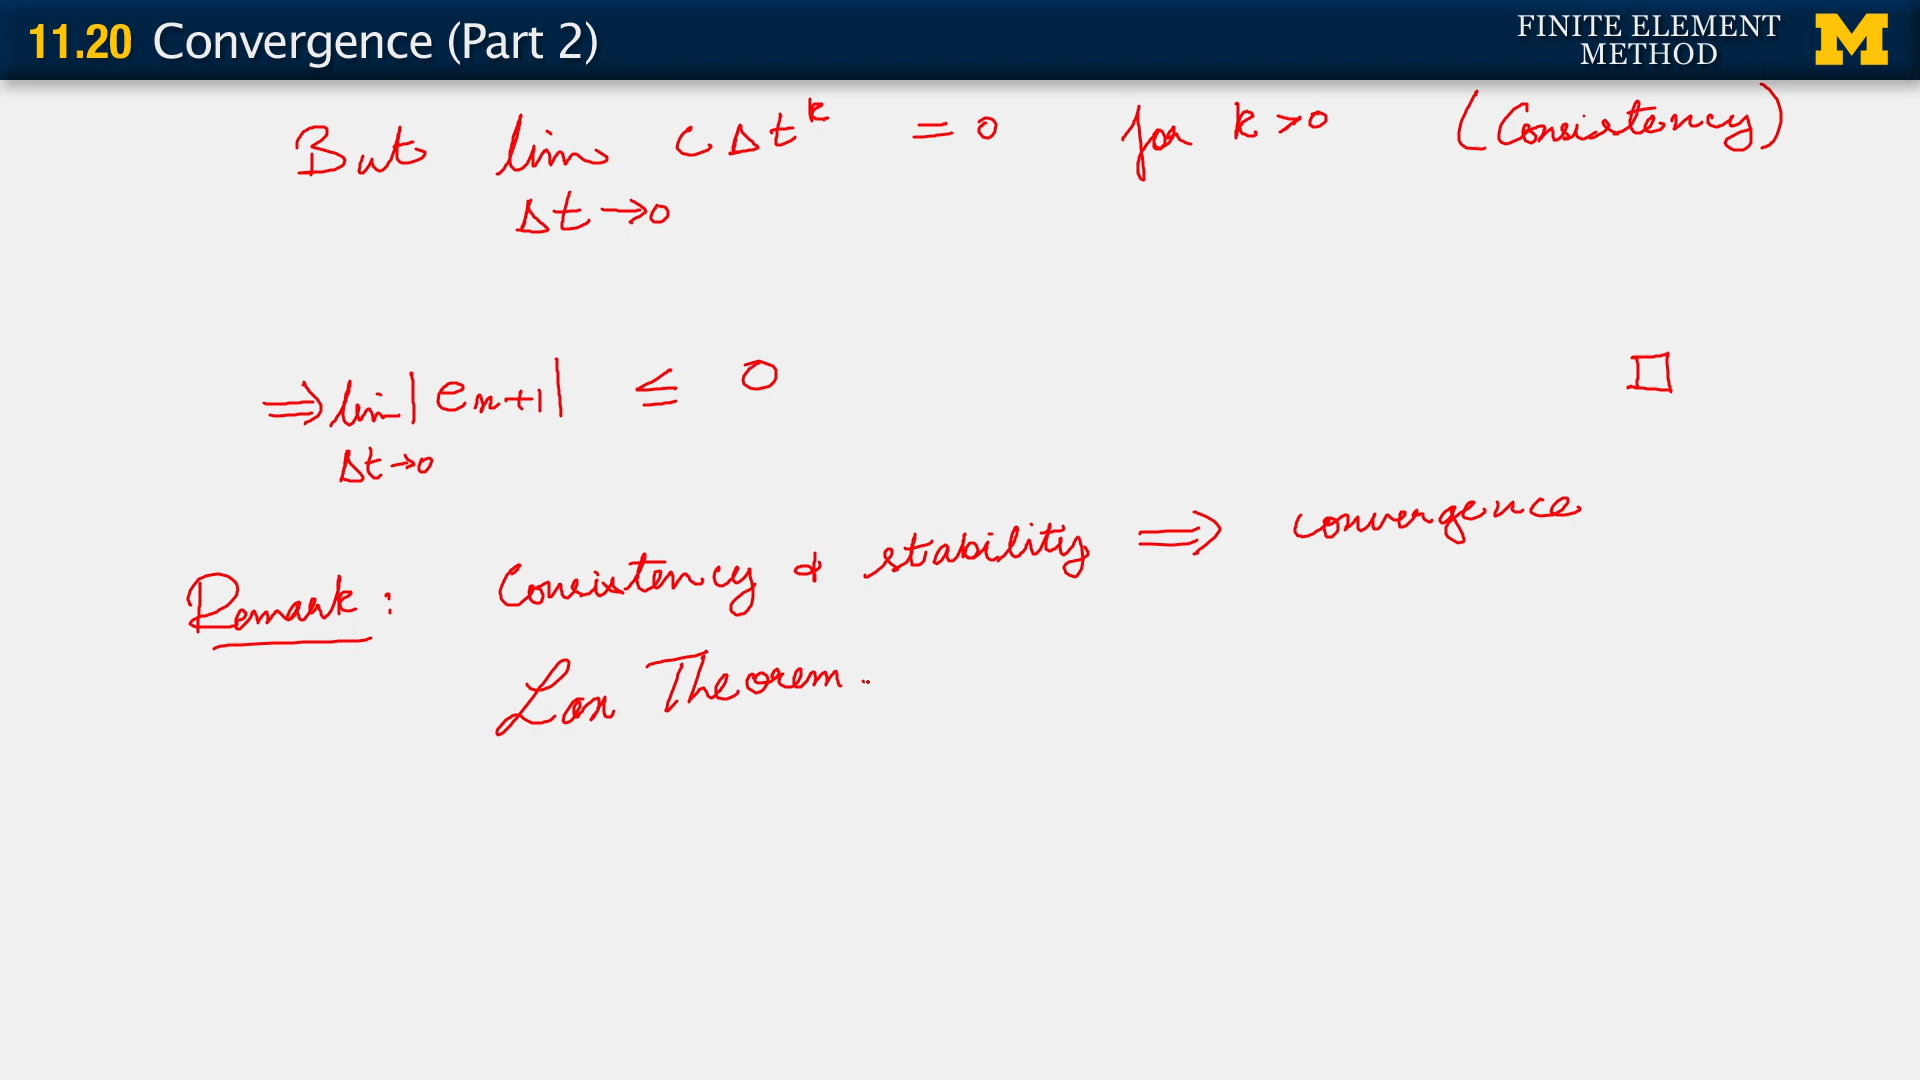 11.20 Convergence (Part 2)
FINITE ELEMENT
METHOD
M
But lim C Δt^k = 0 for k > 0 (Consistency)
Δt → 0
⇒ lim |e_{n+1}| ≤ 0 □
Δt → 0
Remark: Consistency & stability ⇒ convergence
Lax Theorem.